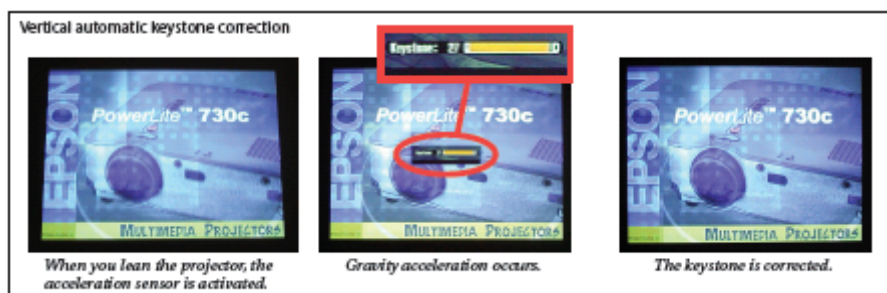 Vertical automatic keystone correction
Keystone:
EPSON
PowerLite™ 730c
MULTIMEDIA PROJECTORS
EPSON
PowerLite™ 730c
Keystone:
MULTIMEDIA PROJECTORS
EPSON
PowerLite™ 730c
MULTIMEDIA PROJECTORS
When you lean the projector, the
acceleration sensor is activated.
Gravity acceleration occurs.
The keystone is corrected.